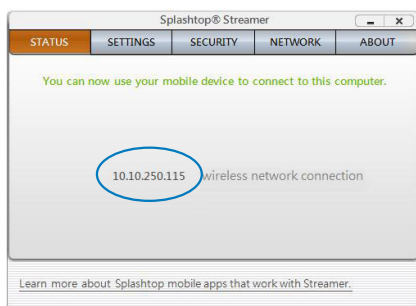 Splashtop® Streamer
STATUS SETTINGS SECURITY NETWORK ABOUT
You can now use your mobile device to connect to this computer.
10.10.250.115 wireless network connection
Learn more about Splashtop mobile apps that work with Streamer.